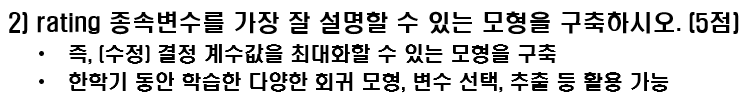 2) rating 종속변수를 가장 잘 설명할 수 있는 모형을 구축하시오. (5점)
• 즉, (수정) 결정 계수값을 최대화할 수 있는 모형을 구축
• 한학기 동안 학습한 다양한 회귀 모형, 변수 선택, 추출 등 활용 가능